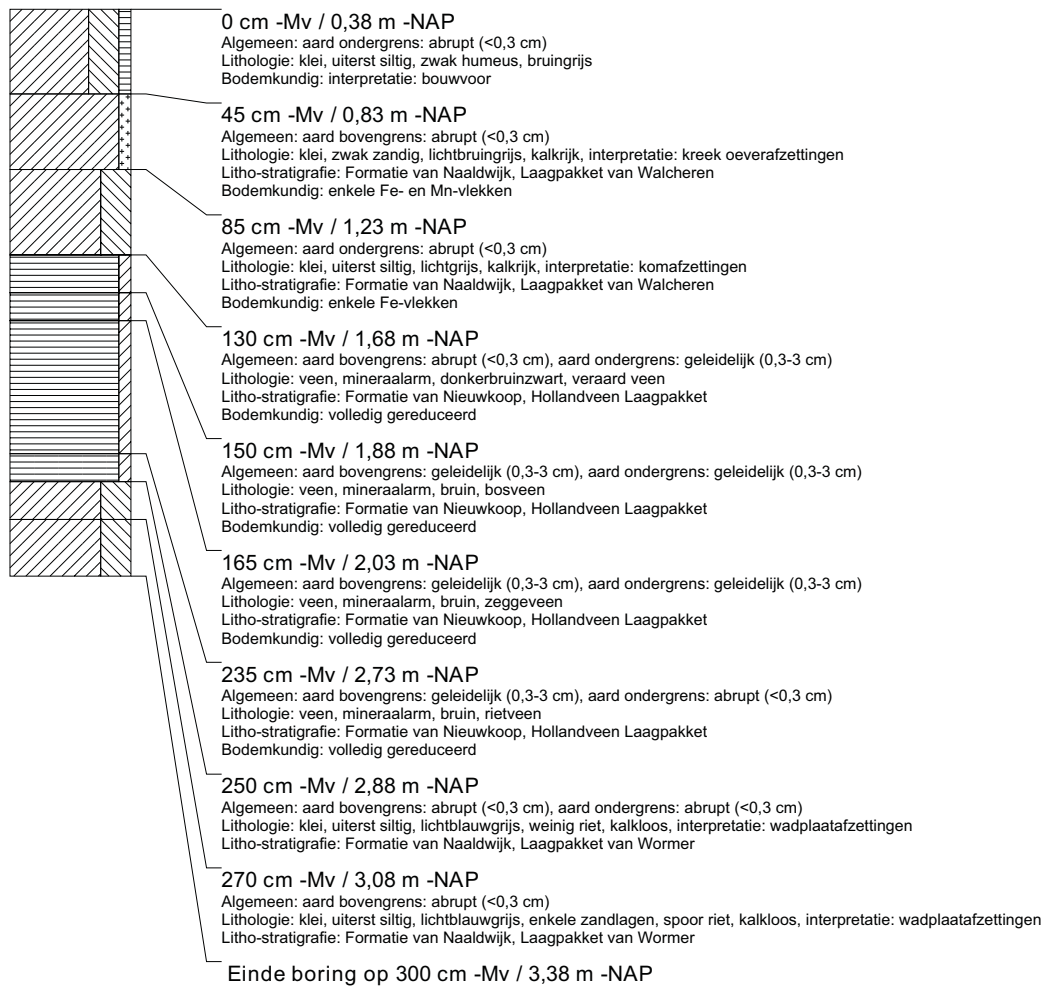 0 cm -Mv / 0,38 m -NAP
Algemeen: aard ondergrens: abrupt (<0,3 cm)
Lithologie: klei, uiterst siltig, zwak humeus, bruingrijs
Bodemkundig: interpretatie: bouwvoor
45 cm -Mv / 0,83 m -NAP
Algemeen: aard bovengrens: abrupt (<0,3 cm)
Lithologie: klei, zwak zandig, lichtbruingrijs, kalkrijk, interpretatie: kreek oeverafzettingen
Litho-stratigrafie: Formatie van Naaldwijk, Laagpakket van Walcheren
Bodemkundig: enkele Fe- en Mn-vlekken
85 cm -Mv / 1,23 m -NAP
Algemeen: aard ondergrens: abrupt (<0,3 cm)
Lithologie: klei, uiterst siltig, lichtgrijs, kalkrijk, interpretatie: komafzettingen
Litho-stratigrafie: Formatie van Naaldwijk, Laagpakket van Walcheren
Bodemkundig: enkele Fe-vlekken
130 cm -Mv / 1,68 m -NAP
Algemeen: aard bovengrens: abrupt (<0,3 cm), aard ondergrens: geleidelijk (0,3-3 cm)
Lithologie: veen, mineraalarm, donkerbruinzwart, veraard veen
Litho-stratigrafie: Formatie van Nieuwkoop, Hollandveen Laagpakket
Bodemkundig: volledig gereduceerd
150 cm -Mv / 1,88 m -NAP
Algemeen: aard bovengrens: geleidelijk (0,3-3 cm), aard ondergrens: geleidelijk (0,3-3 cm)
Lithologie: veen, mineraalarm, bruin, bosveen
Litho-stratigrafie: Formatie van Nieuwkoop, Hollandveen Laagpakket
Bodemkundig: volledig gereduceerd
165 cm -Mv / 2,03 m -NAP
Algemeen: aard bovengrens: geleidelijk (0,3-3 cm), aard ondergrens: geleidelijk (0,3-3 cm)
Lithologie: veen, mineraalarm, bruin, zeggeveen
Litho-stratigrafie: Formatie van Nieuwkoop, Hollandveen Laagpakket
Bodemkundig: volledig gereduceerd
235 cm -Mv / 2,73 m -NAP
Algemeen: aard bovengrens: geleidelijk (0,3-3 cm), aard ondergrens: abrupt (<0,3 cm)
Lithologie: veen, mineraalarm, bruin, rietveen
Litho-stratigrafie: Formatie van Nieuwkoop, Hollandveen Laagpakket
Bodemkundig: volledig gereduceerd
250 cm -Mv / 2,88 m -NAP
Algemeen: aard bovengrens: abrupt (<0,3 cm), aard ondergrens: abrupt (<0,3 cm)
Lithologie: klei, uiterst siltig, lichtblauwgrijs, weinig riet, kalkloos, interpretatie: wadplaatafzettingen
Litho-stratigrafie: Formatie van Naaldwijk, Laagpakket van Wormer
270 cm -Mv / 3,08 m -NAP
Algemeen: aard bovengrens: abrupt (<0,3 cm)
Lithologie: klei, uiterst siltig, lichtblauwgrijs, enkele zandlagen, spoor riet, kalkloos, interpretatie: wadplaatafzettingen
Litho-stratigrafie: Formatie van Naaldwijk, Laagpakket van Wormer
Einde boring op 300 cm -Mv / 3,38 m -NAP